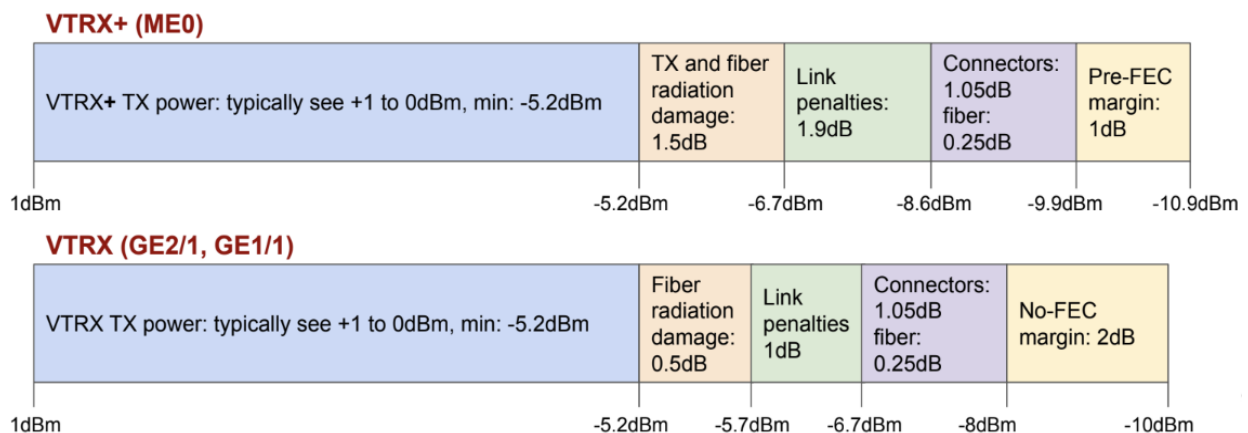 VTRX+ (ME0)
VTRX+ TX power: typically see +1 to 0dBm, min: -5.2dBm
TX and fiber
radiation
damage:
1.5dB
Link
penalties:
1.9dB
Connectors:
1.05dB
fiber:
0.25dB
Pre-FEC
margin:
1dB
1dBm
-5.2dBm
-6.7dBm
-8.6dBm
-9.9dBm
-10.9dBm
VTRX (GE2/1, GE1/1)
VTRX TX power: typically see +1 to 0dBm, min: -5.2dBm
Fiber
radiation
damage:
0.5dB
Link
penalties
1dB
Connectors:
1.05dB
fiber:
0.25dB
No-FEC
margin: 2dB
1dBm
-5.2dBm
-5.7dBm
-6.7dBm
-8dBm
-10dBm